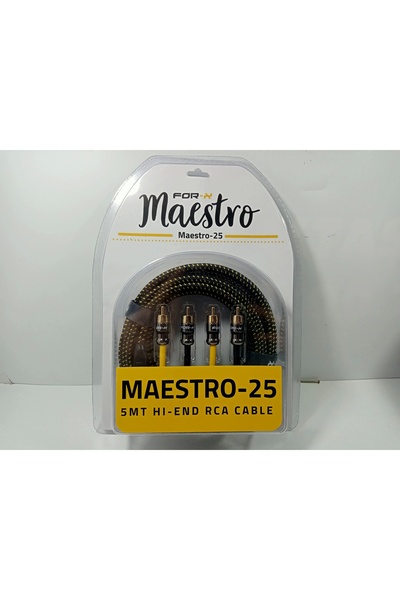 FOR-N
Maestro
Maestro-25
MAESTRO-25
5MT HI-END RCA CABLE